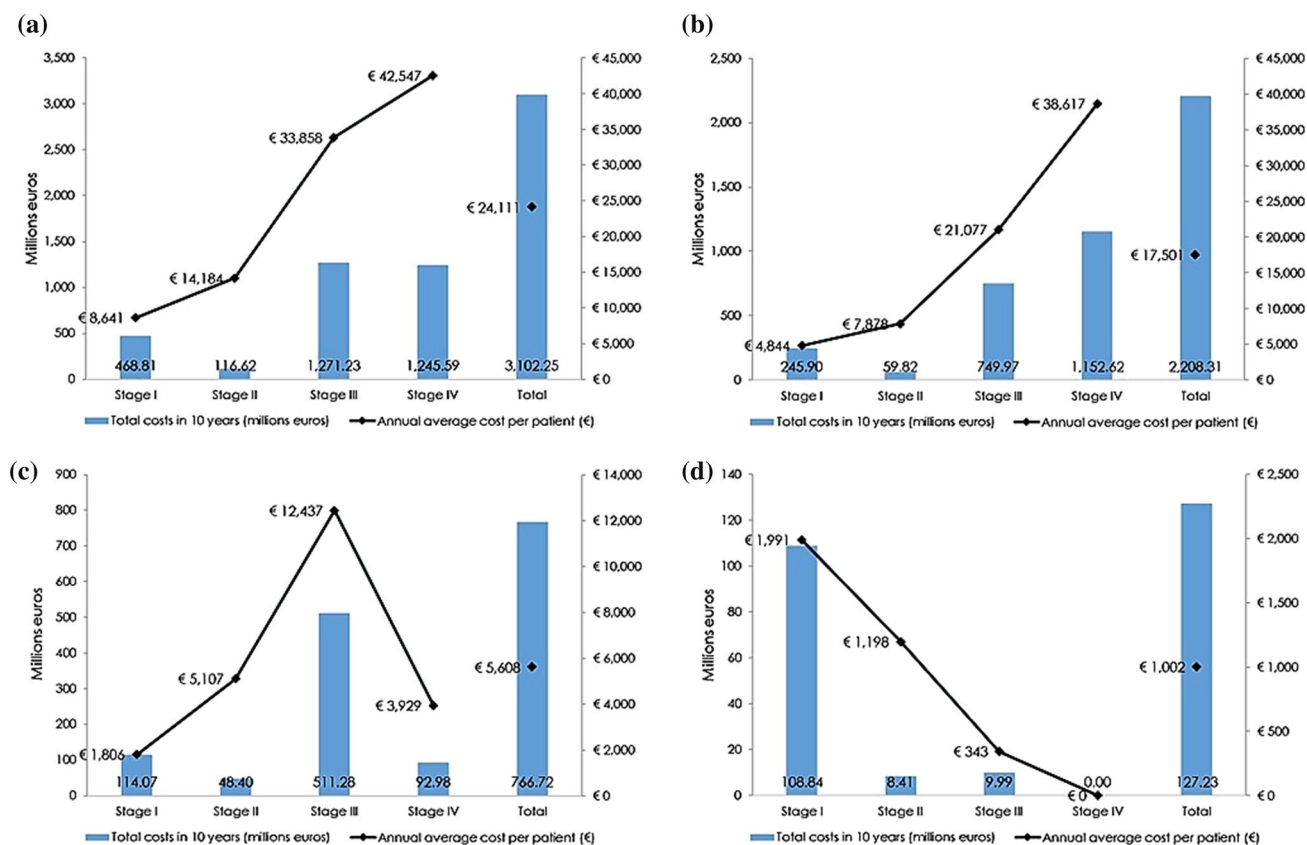 (a)
3,500
3,000
2,500
2,000
1,500
1,000
500
0
Millions euros
€ 45,000
€ 40,000
€ 35,000
€ 30,000
€ 25,000
€ 20,000
€ 15,000
€ 10,000
€ 5,000
€ 0
€ 8,641
€ 14,184
€ 33,858
€ 42,547
€ 24,111
468.81
116.62
1,271.23
1,245.59
3,102.25
Stage I
Stage II
Stage III
Stage IV
Total
Total costs in 10 years (millions euros)
Annual average cost per patient (€)
(b)
2,500
2,000
1,500
1,000
500
0
Millions euros
€ 45,000
€ 40,000
€ 35,000
€ 30,000
€ 25,000
€ 20,000
€ 15,000
€ 10,000
€ 5,000
€ 0
€ 4,844
€ 7,878
€ 21,077
€ 38,617
€ 17,501
245.90
59.82
749.97
1,152.62
2,208.31
Stage I
Stage II
Stage III
Stage IV
Total
Total costs in 10 years (millions euros)
Annual average cost per patient (€)
(c)
900
800
700
600
500
400
300
200
100
0
Millions euros
€ 14,000
€ 12,000
€ 10,000
€ 8,000
€ 6,000
€ 4,000
€ 2,000
€ 0
€ 1,806
€ 5,107
€ 12,437
€ 3,929
€ 5,608
114.07
48.40
511.28
92.98
766.72
Stage I
Stage II
Stage III
Stage IV
Total
Total costs in 10 years (millions euros)
Annual average cost per patient (€)
(d)
140
120
100
80
60
40
20
0
Millions euros
€ 2,500
€ 2,000
€ 1,500
€ 1,000
€ 500
€ 0
€ 1,991
€ 1,198
€ 343
€ 0
€ 1,002
108.84
8.41
9.99
0.00
127.23
Stage I
Stage II
Stage III
Stage IV
Total
Total costs in 10 years (millions euros)
Annual average cost per patient (€)